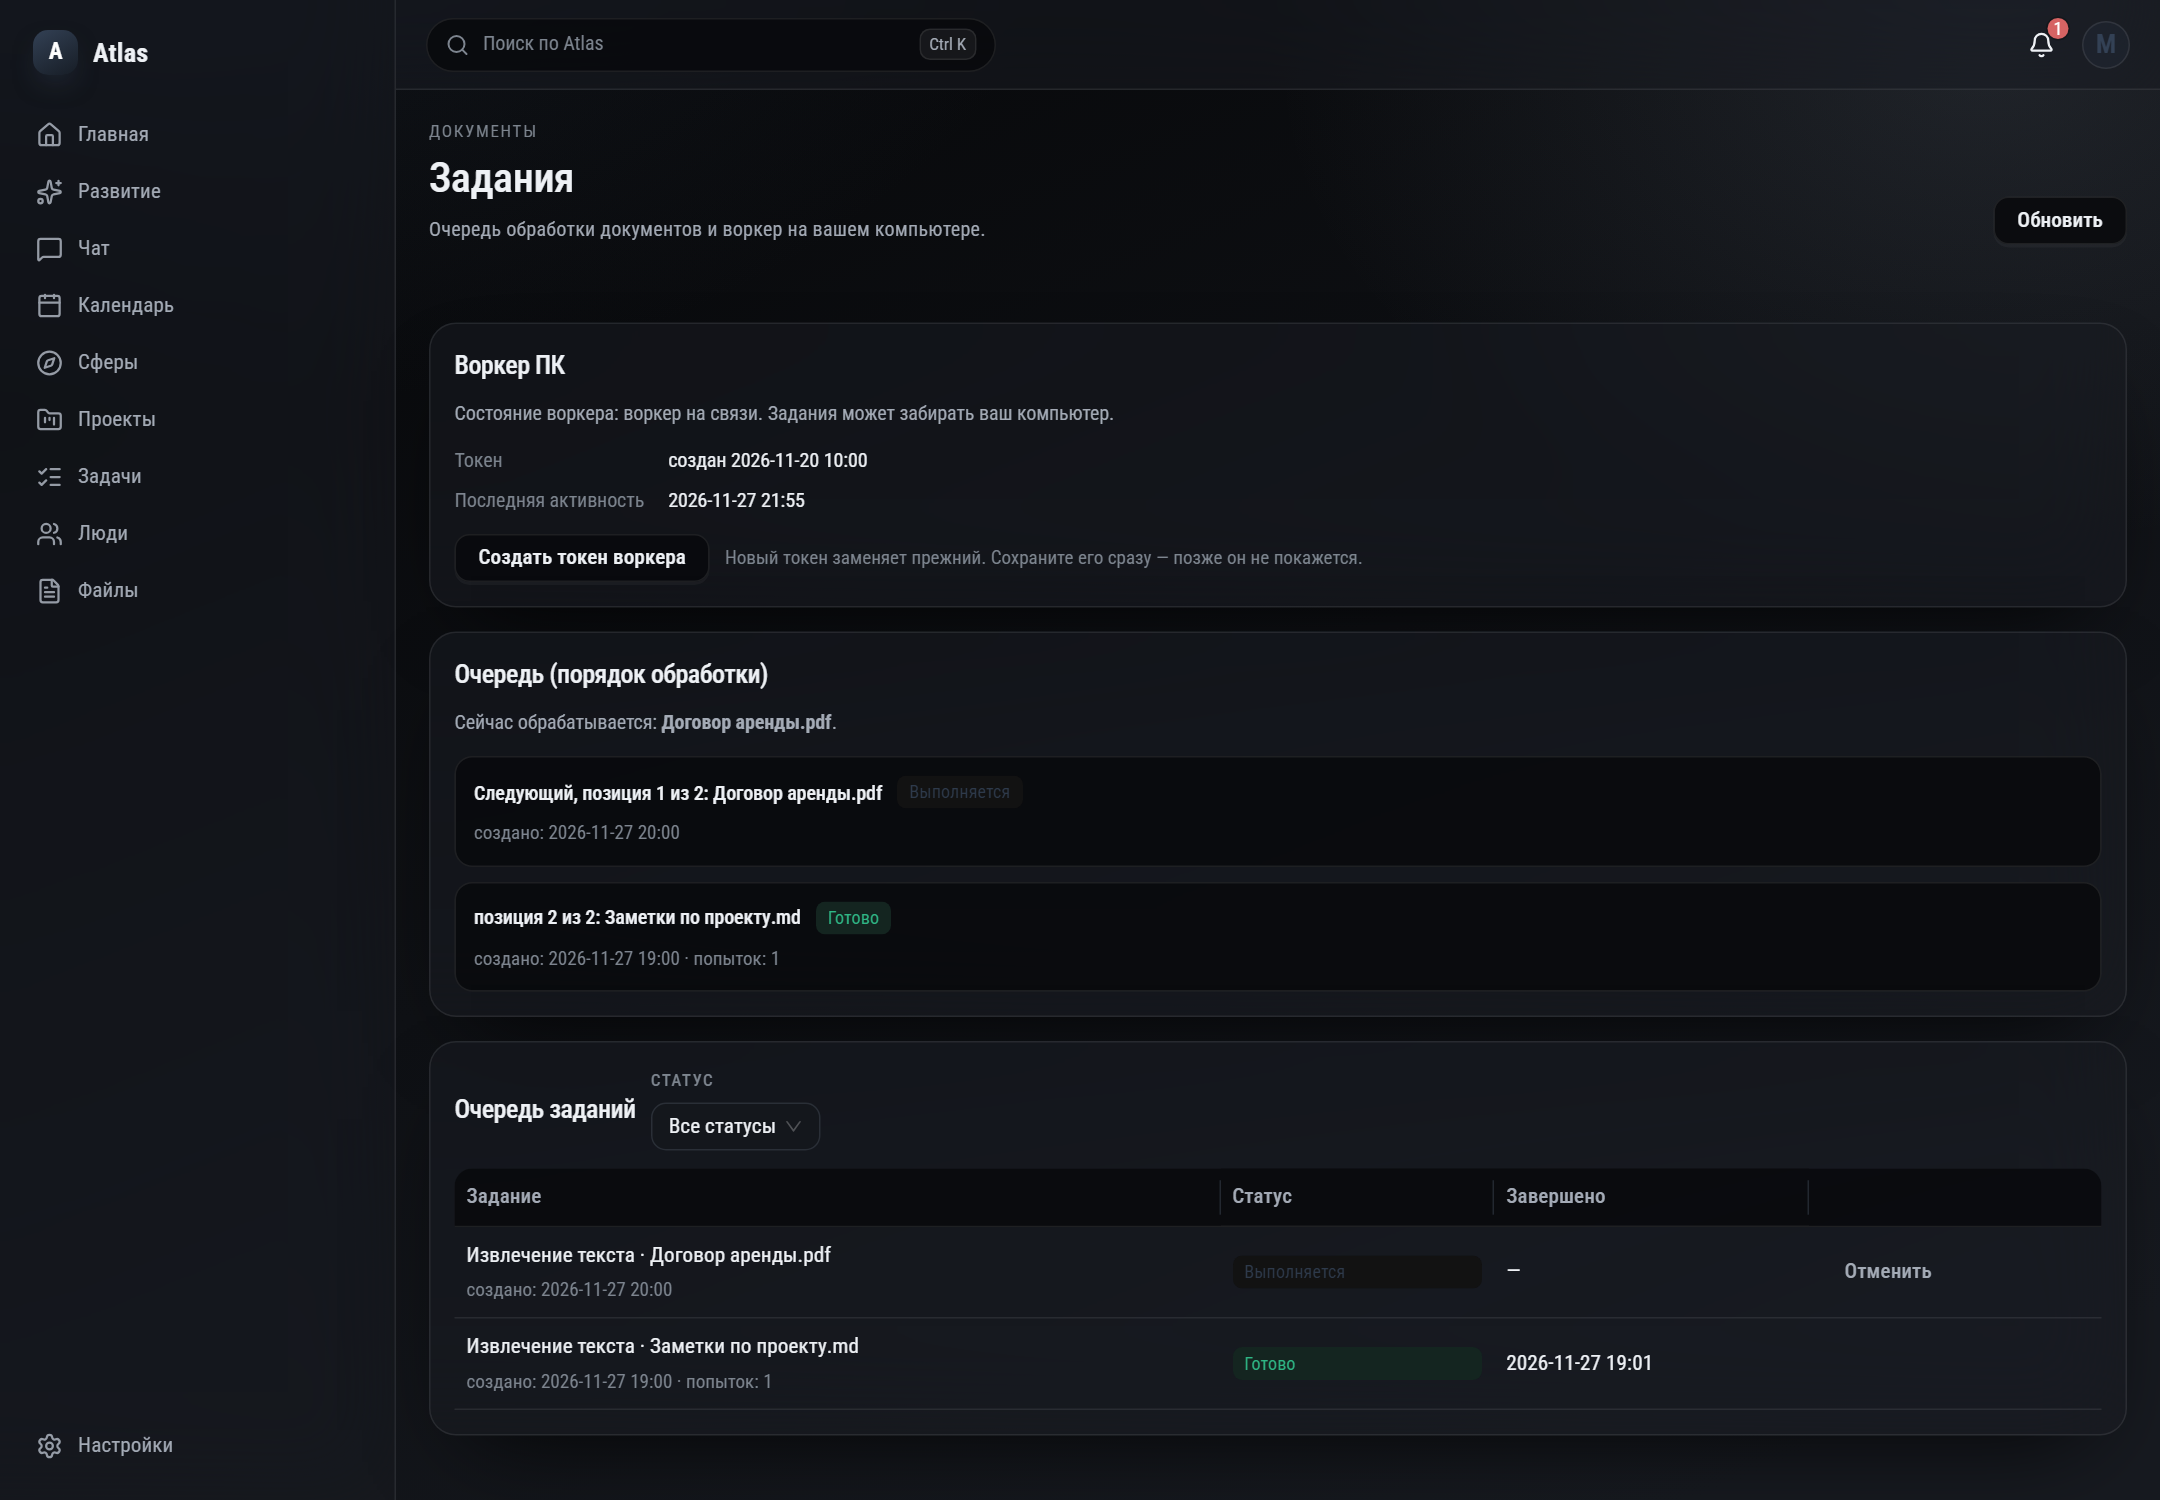 A Atlas
Поиск по Atlas
Ctrl K
1
M
Главная
Развитие
Чат
Календарь
Сферы
Проекты
Задачи
Люди
Файлы
Настройки
ДОКУМЕНТЫ
Задания
Очередь обработки документов и воркер на вашем компьютере.
Обновить
Воркер ПК
Состояние воркера: воркер на связи. Задания может забирать ваш компьютер.
Токен создан 2026-11-20 10:00
Последняя активность 2026-11-27 21:55
Создать токен воркера Новый токен заменяет прежний. Сохраните его сразу — позже он не покажется.
Очередь (порядок обработки)
Сейчас обрабатывается: Договор аренды.pdf.
Следующий, позиция 1 из 2: Договор аренды.pdf Выполняется
создано: 2026-11-27 20:00
позиция 2 из 2: Заметки по проекту.md Готово
создано: 2026-11-27 19:00 · попыток: 1
Очередь заданий
СТАТУС
Все статусы
Задание Статус Завершено
Извлечение текста · Договор аренды.pdf
создано: 2026-11-27 20:00
Выполняется — Отменить
Извлечение текста · Заметки по проекту.md
создано: 2026-11-27 19:00 · попыток: 1
Готово 2026-11-27 19:01